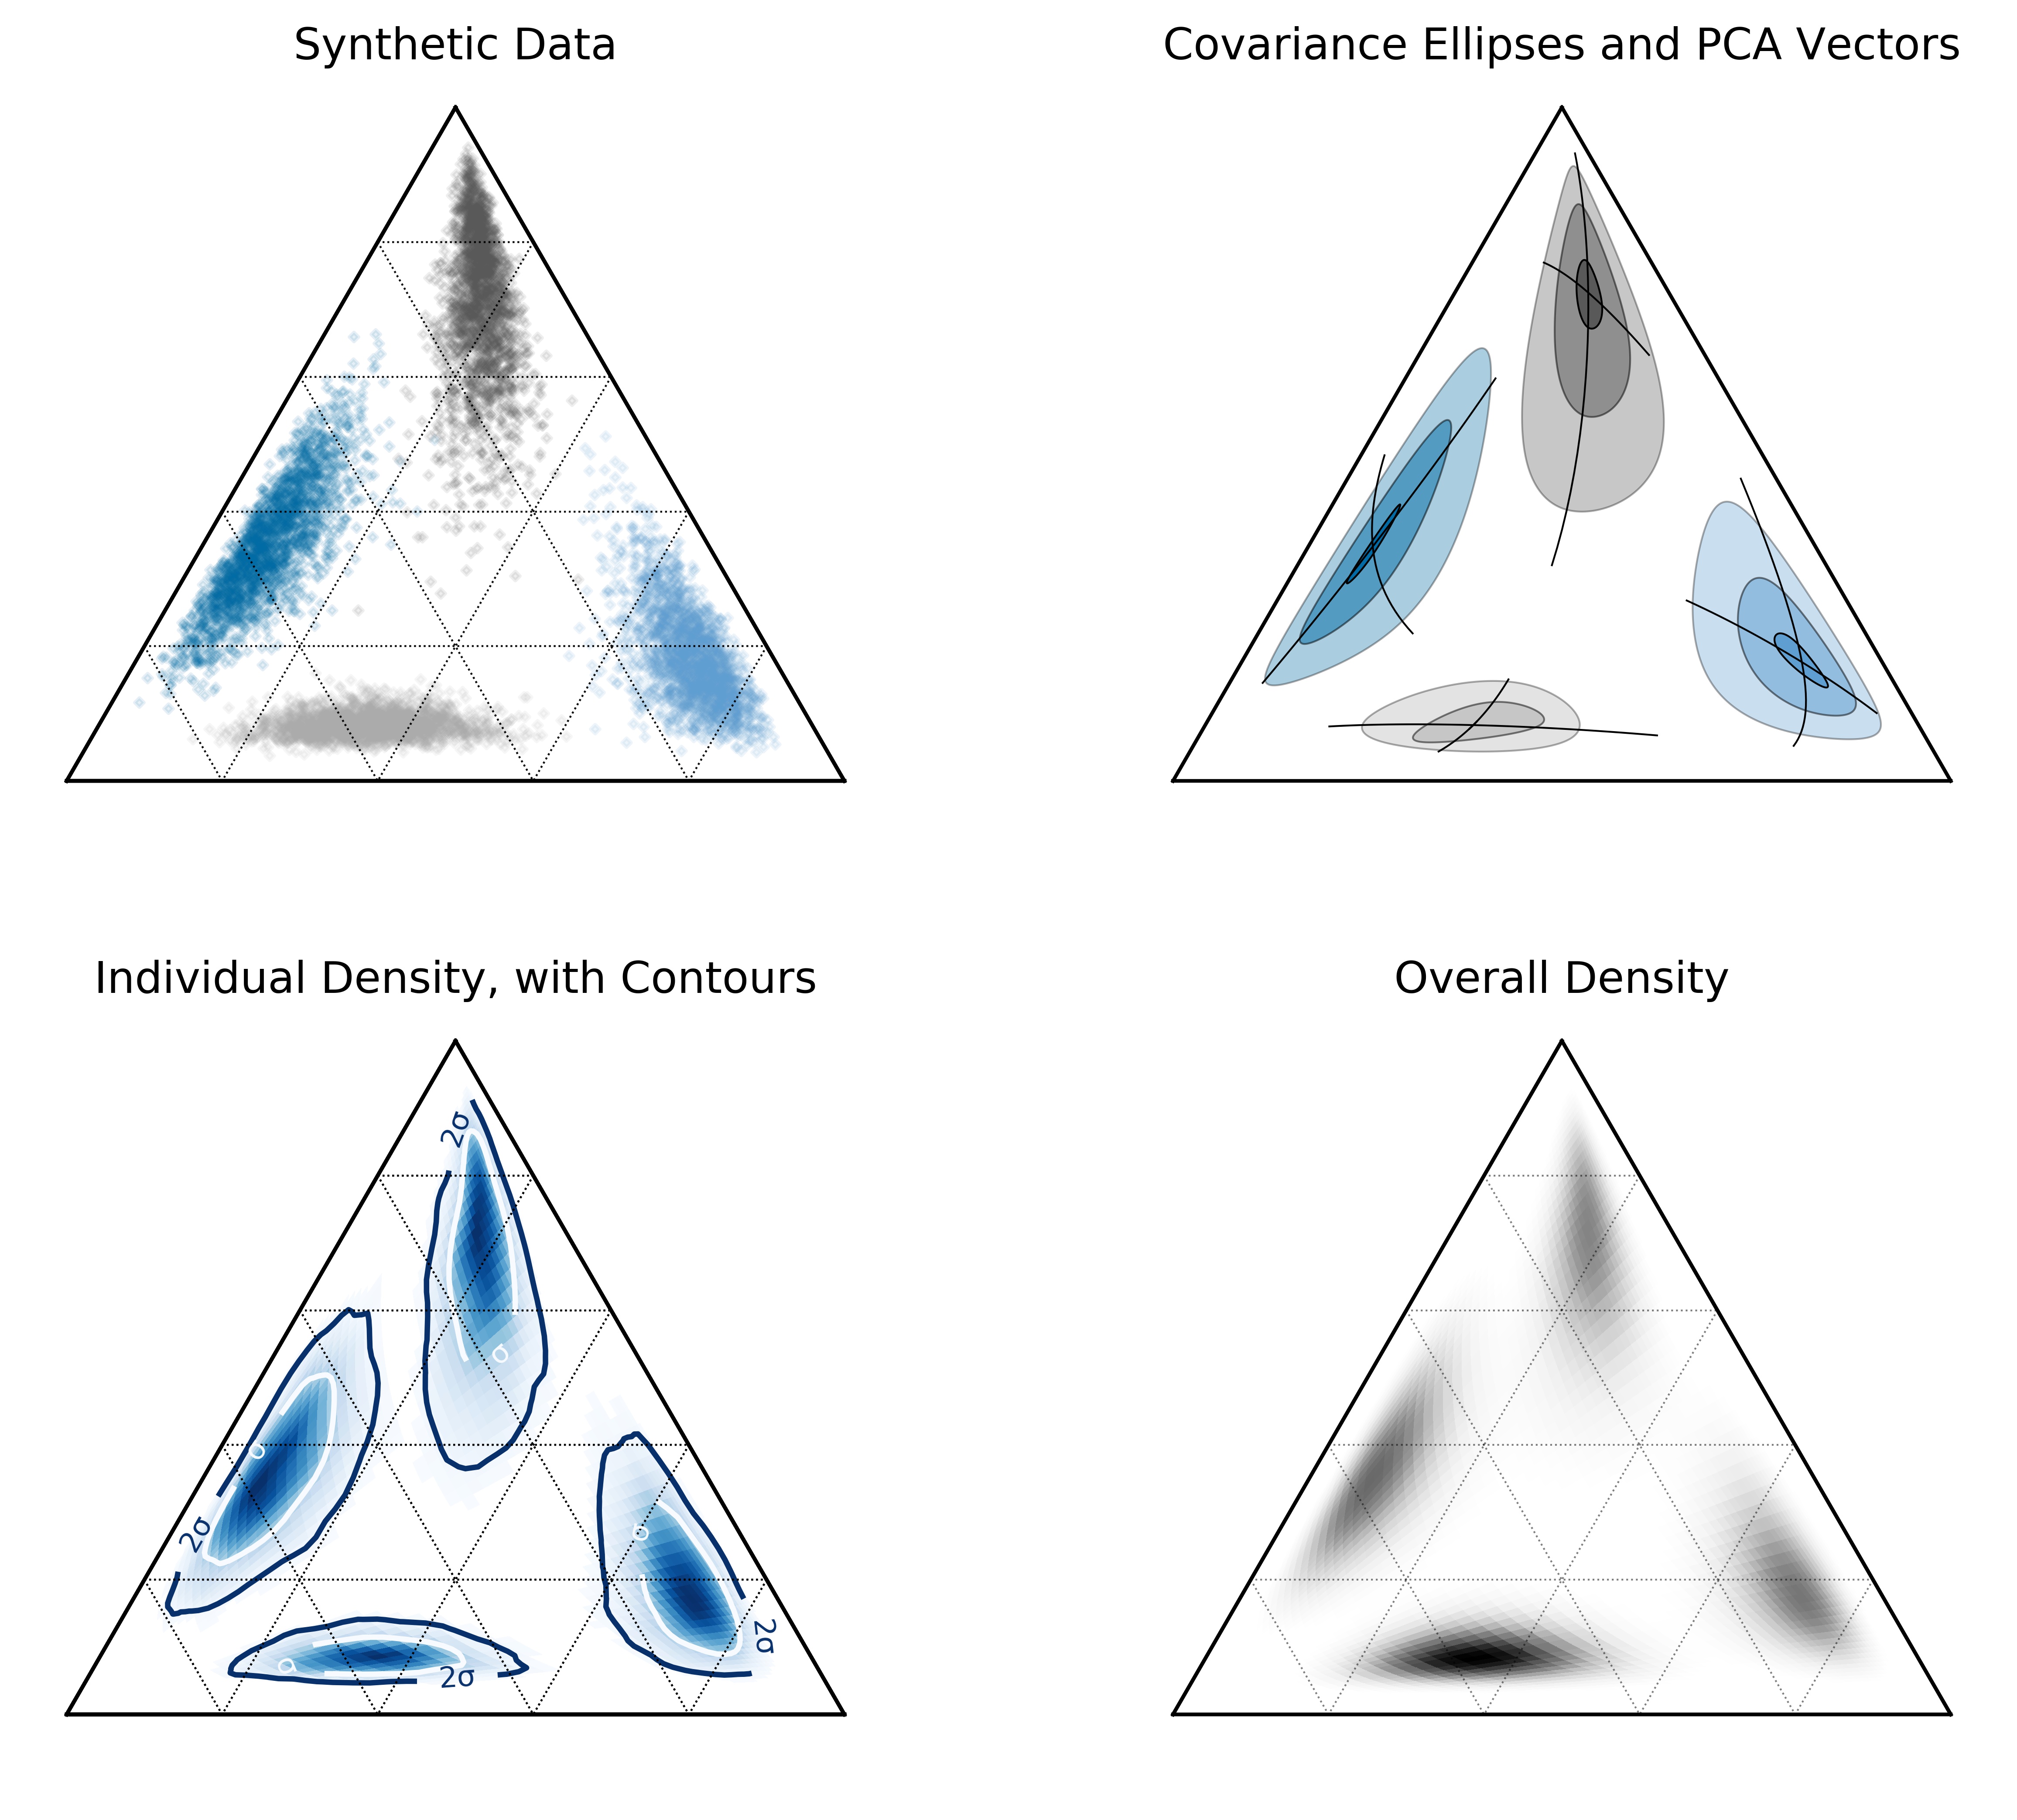 Synthetic Data
Covariance Ellipses and PCA Vectors
Individual Density, with Contours
Overall Density
2σ
σ
σ
2σ
σ
2σ
σ
2σ